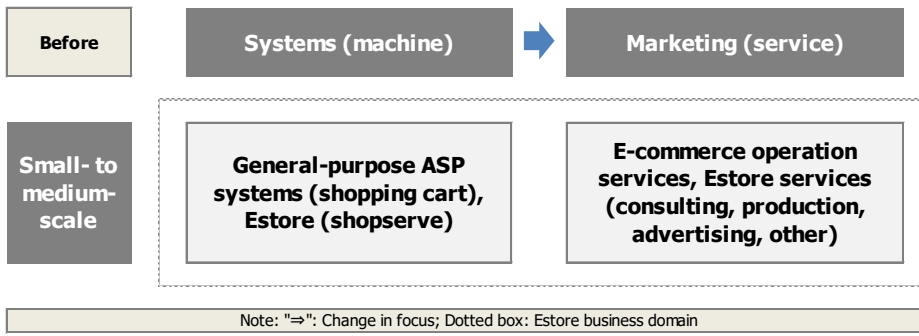 Before
Systems (machine)
Marketing (service)
Small- to
medium-
scale
General-purpose ASP
systems (shopping cart),
Estore (shopserve)
E-commerce operation
services, Estore services
(consulting, production,
advertising, other)
Note: "⇒": Change in focus; Dotted box: Estore business domain